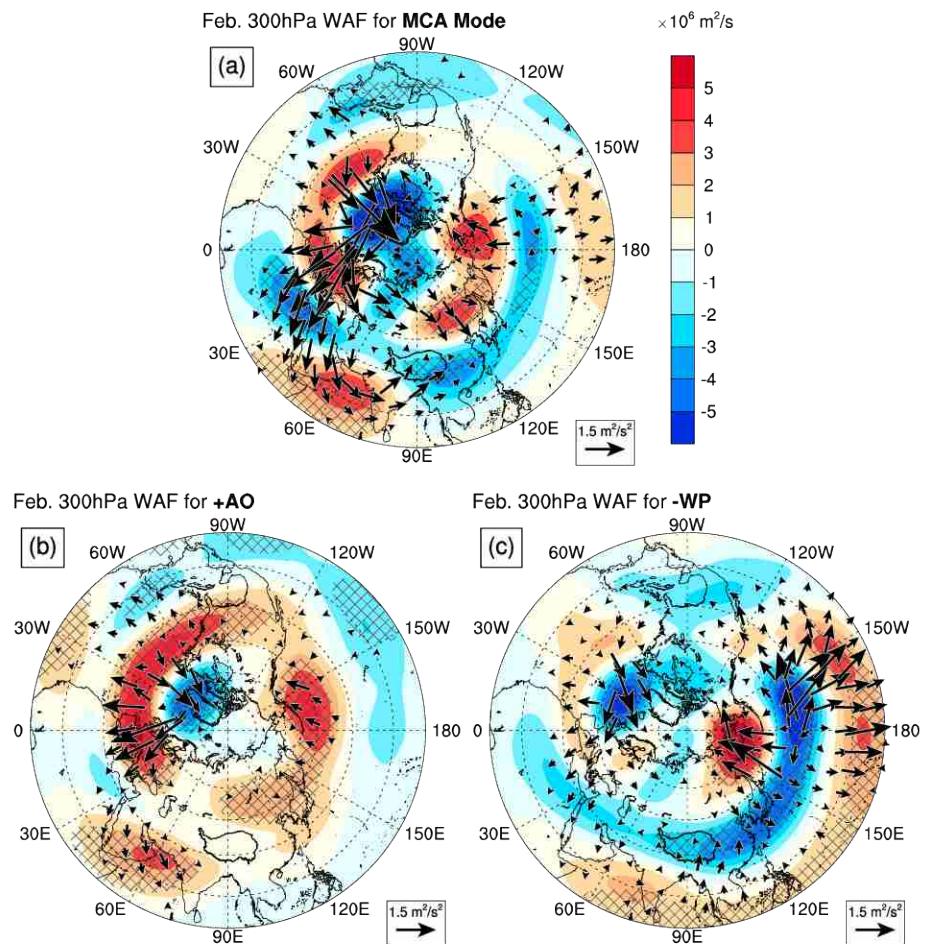 Feb. 300hPa WAF for MCA Mode
×10⁶ m²/s
(a)
90W
60W
120W
30W
150W
0
180
30E
150E
60E
120E
90E
1.5 m²/s²
5
4
3
2
1
0
-1
-2
-3
-4
-5
Feb. 300hPa WAF for +AO
(b)
90W
60W
120W
30W
150W
0
180
30E
150E
60E
120E
90E
1.5 m²/s²
Feb. 300hPa WAF for -WP
(c)
90W
60W
120W
30W
150W
0
180
30E
150E
60E
120E
90E
1.5 m²/s²